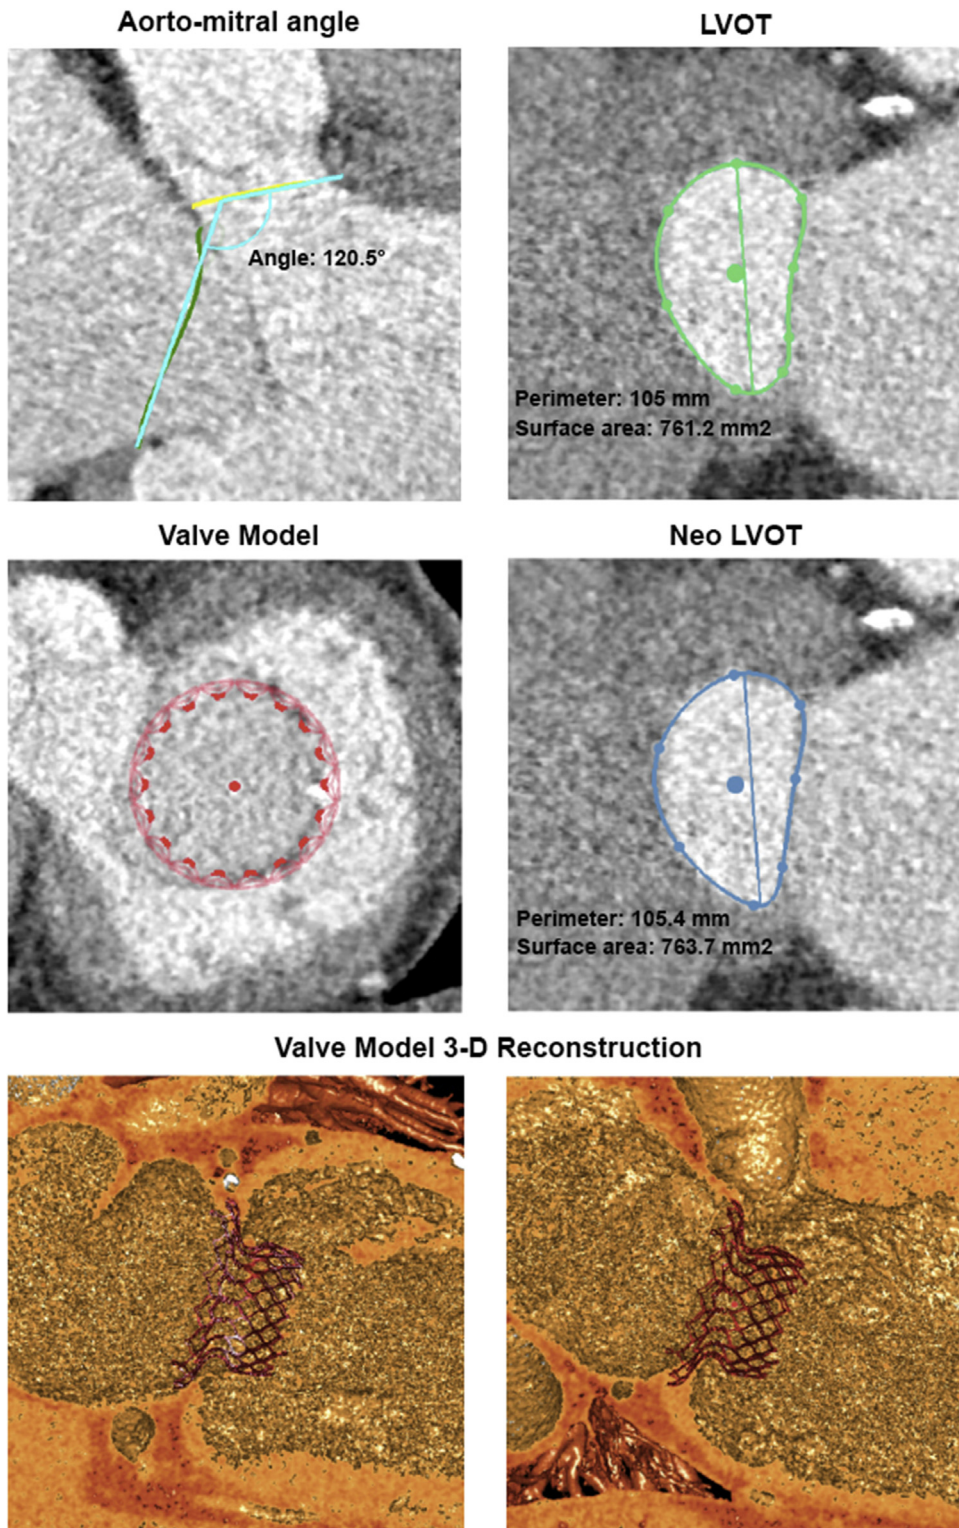 Aorto-mitral angle
LVOT
Angle: 120.5°
Perimeter: 105 mm
Surface area: 761.2 mm2
Valve Model
Neo LVOT
Perimeter: 105.4 mm
Surface area: 763.7 mm2
Valve Model 3-D Reconstruction